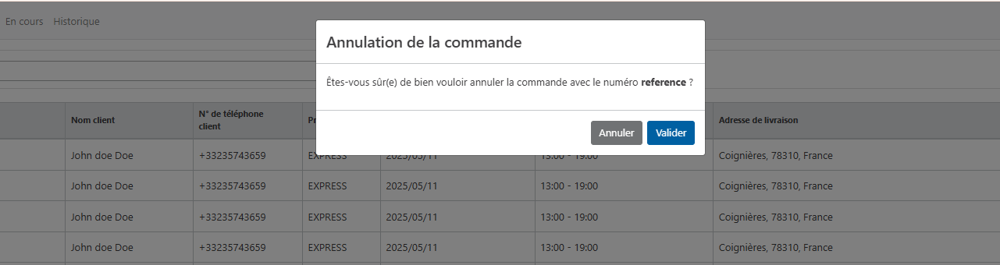 En cours Historique
Annulation de la commande
Êtes-vous sûr(e) de bien vouloir annuler la commande avec le numéro reference ?
Annuler Valider
Nom client N° de téléphone client Adresse de livraison
John doe Doe +33235743659 EXPRESS 2025/05/11 13:00 - 19:00 Coignières, 78310, France
John doe Doe +33235743659 EXPRESS 2025/05/11 13:00 - 19:00 Coignières, 78310, France
John doe Doe +33235743659 EXPRESS 2025/05/11 13:00 - 19:00 Coignières, 78310, France
John doe Doe +33235743659 EXPRESS 2025/05/11 13:00 - 19:00 Coignières, 78310, France